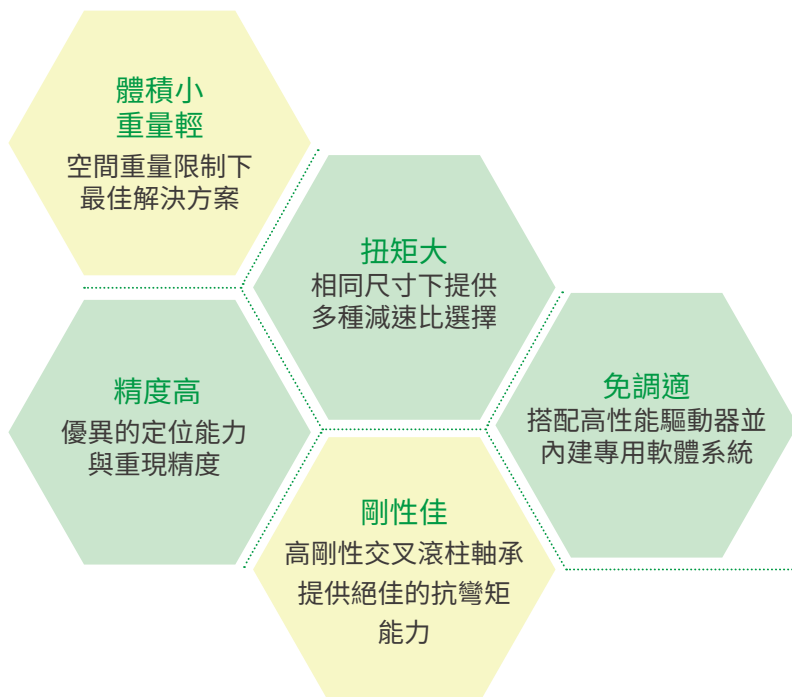 體積小
重量輕
空間重量限制下
最佳解決方案
扭矩大
相同尺寸下提供
多種減速比選擇
精度高
優異的定位能力
與重現精度
免調適
搭配高性能驅動器並
內建專用軟體系統
剛性佳
高剛性交叉滾柱軸承
提供絕佳的抗彎矩
能力